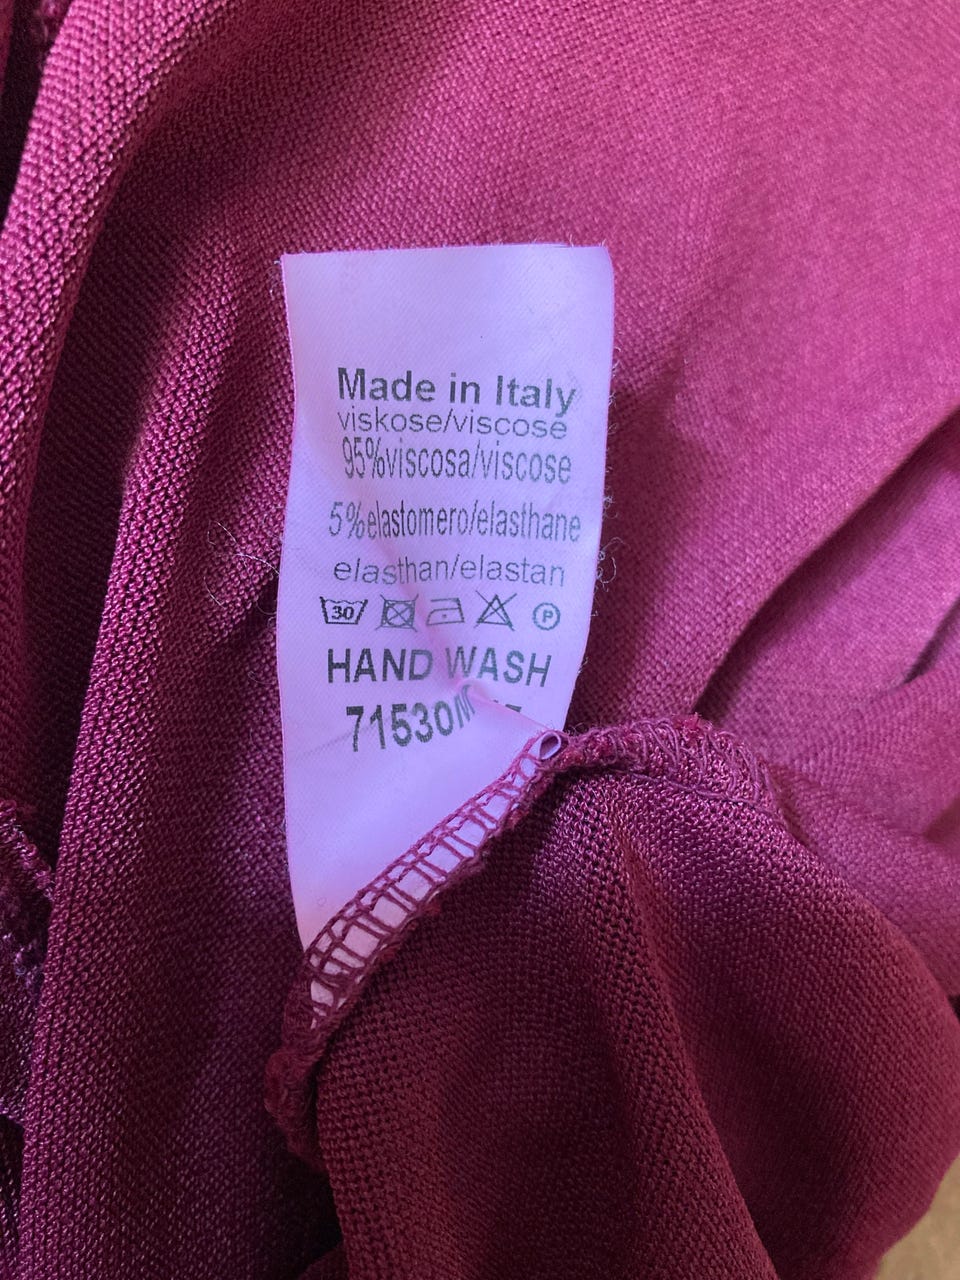 Made in Italy
viskose/viscose
95%viscosa/viscose
5%elastomero/elasthane
elasthan/elastan
30 P
HAND WASH